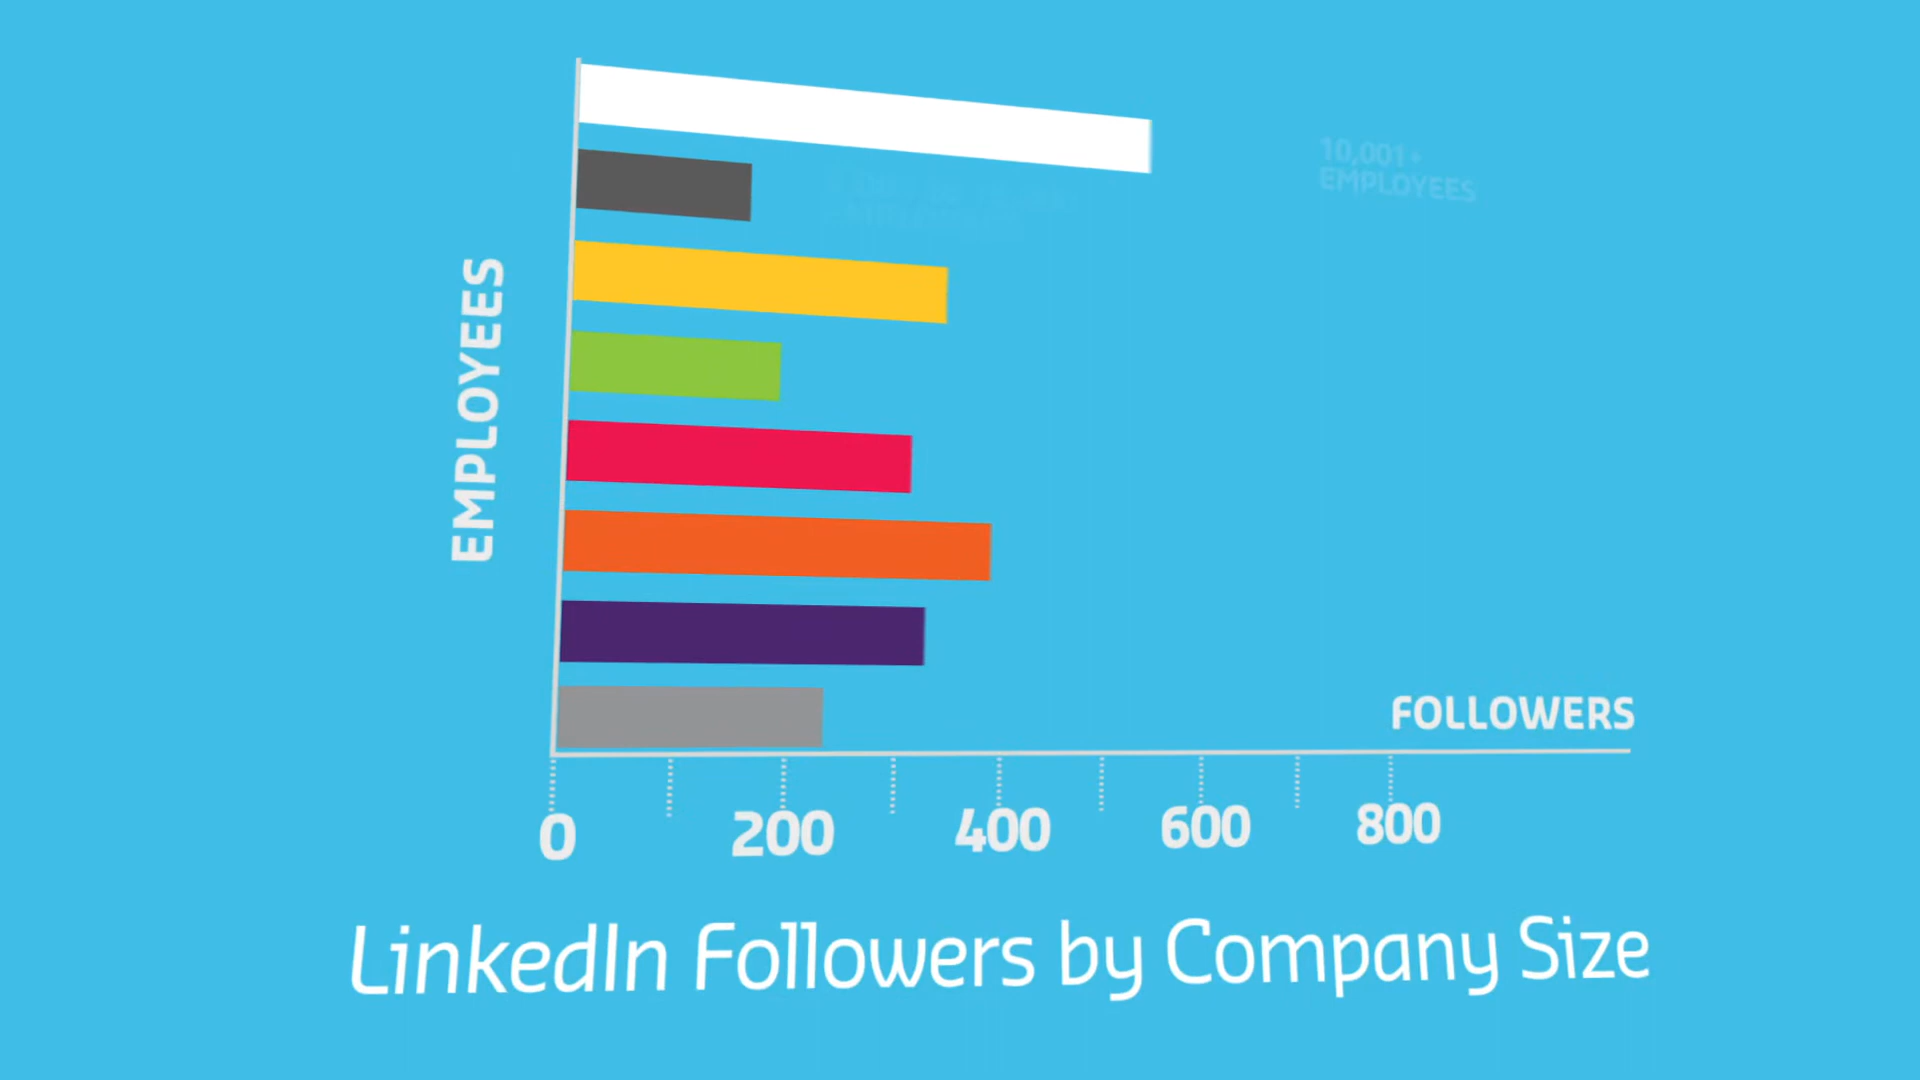 10,001+
EMPLOYEES
EMPLOYEES
FOLLOWERS
0 200 400 600 800
LinkedIn Followers by Company Size